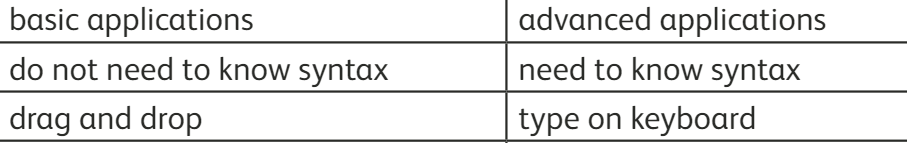 basic applications advanced applications
do not need to know syntax need to know syntax
drag and drop type on keyboard